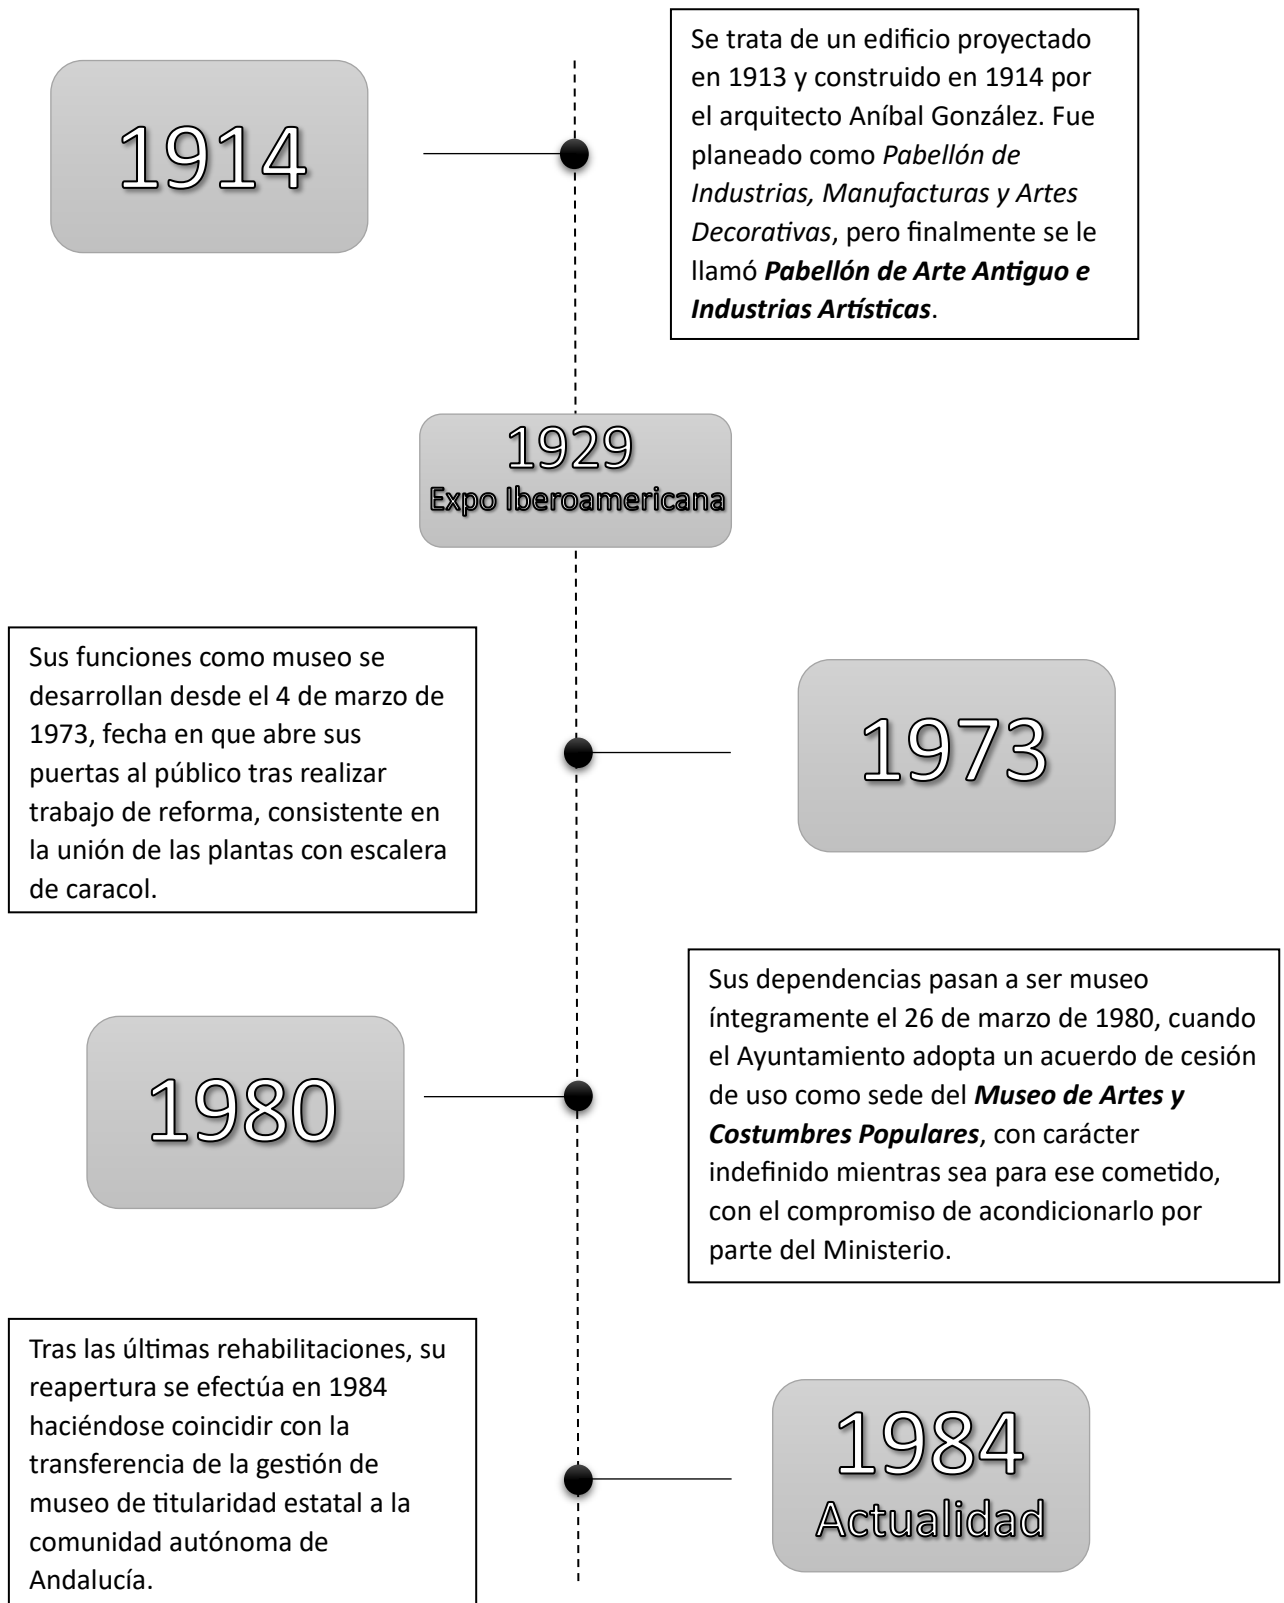 1914
Se trata de un edificio proyectado
en 1913 y construido en 1914 por
el arquitecto Aníbal González. Fue
planeado como Pabellón de
Industrias, Manufacturas y Artes
Decorativas, pero finalmente se le
llamó Pabellón de Arte Antiguo e
Industrias Artísticas.
1929
Expo Iberoamericana
Sus funciones como museo se
desarrollan desde el 4 de marzo de
1973, fecha en que abre sus
puertas al público tras realizar
trabajo de reforma, consistente en
la unión de las plantas con escalera
de caracol.
1973
1980
Sus dependencias pasan a ser museo
íntegramente el 26 de marzo de 1980, cuando
el Ayuntamiento adopta un acuerdo de cesión
de uso como sede del Museo de Artes y
Costumbres Populares, con carácter
indefinido mientras sea para ese cometido,
con el compromiso de acondicionarlo por
parte del Ministerio.
Tras las últimas rehabilitaciones, su
reapertura se efectúa en 1984
haciéndose coincidir con la
transferencia de la gestión de
museo de titularidad estatal a la
comunidad autónoma de
Andalucía.
1984
Actualidad